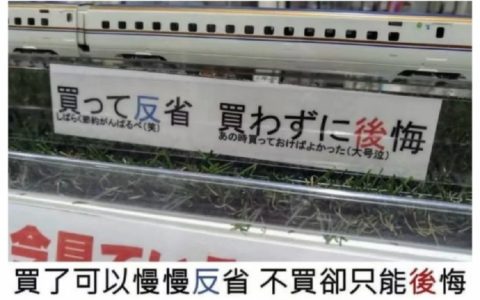 買って反省 買わずに後悔
しばらく節約がんばるべ(笑) あの時買っておけばよかった(大号泣)
買了可以慢慢反省 不買卻只能後悔